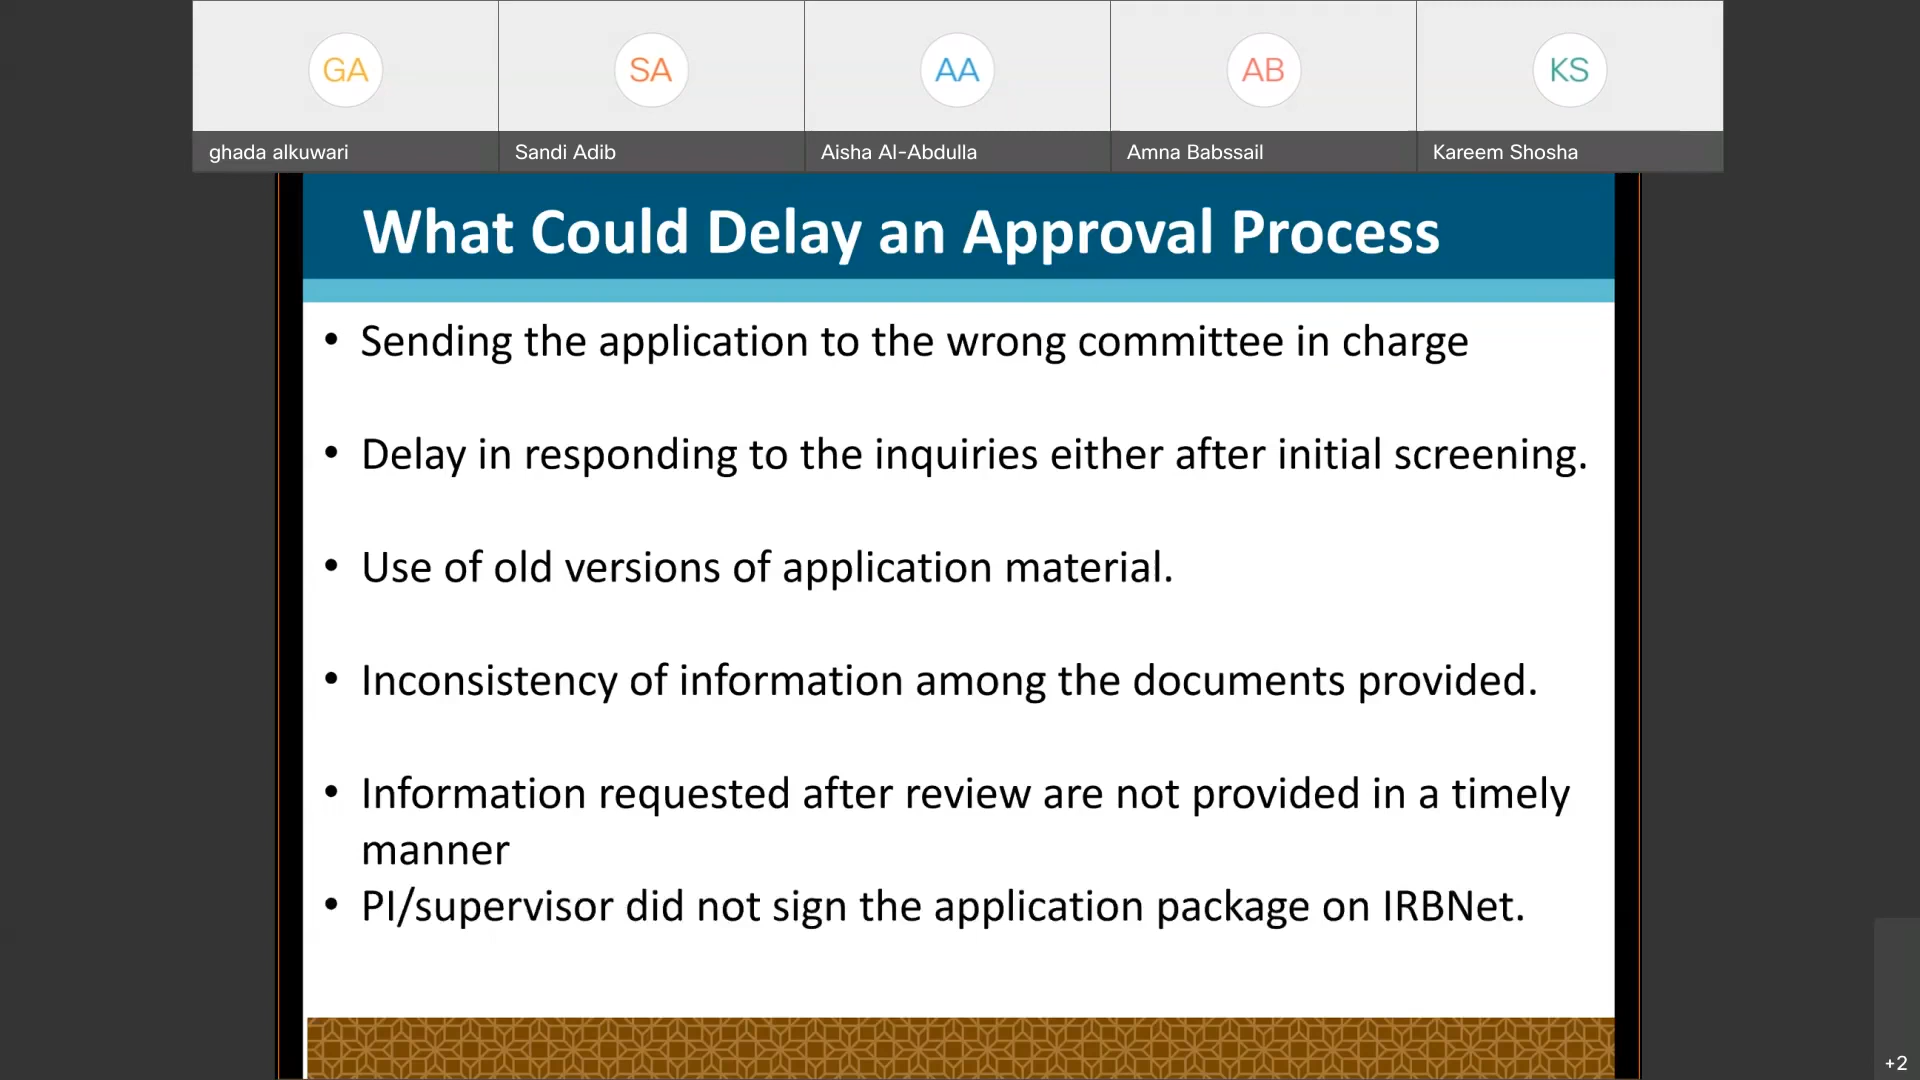 GA
SA
AA
AB
KS
ghada alkuwari
Sandi Adib
Aisha Al-Abdulla
Amna Babssail
Kareem Shosha
What Could Delay an Approval Process
• Sending the application to the wrong committee in charge
• Delay in responding to the inquiries either after initial screening.
• Use of old versions of application material.
• Inconsistency of information among the documents provided.
• Information requested after review are not provided in a timely
manner
• PI/supervisor did not sign the application package on IRBNet.
+2